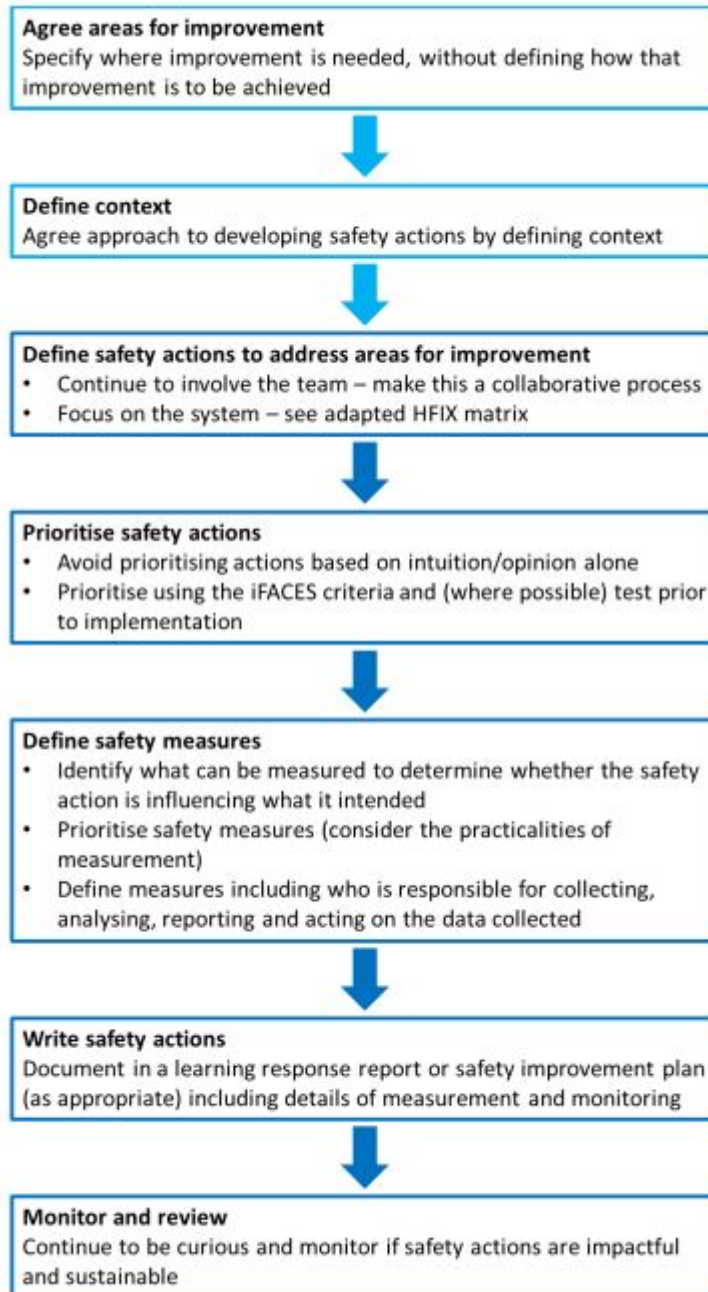 Agree areas for improvement
Specify where improvement is needed, without defining how that
improvement is to be achieved
Define context
Agree approach to developing safety actions by defining context
Define safety actions to address areas for improvement
• Continue to involve the team – make this a collaborative process
• Focus on the system – see adapted HFIX matrix
Prioritise safety actions
• Avoid prioritising actions based on intuition/opinion alone
• Prioritise using the iFACES criteria and (where possible) test prior
to implementation
Define safety measures
• Identify what can be measured to determine whether the safety
action is influencing what it intended
• Prioritise safety measures (consider the practicalities of
measurement)
• Define measures including who is responsible for collecting,
analysing, reporting and acting on the data collected
Write safety actions
Document in a learning response report or safety improvement plan
(as appropriate) including details of measurement and monitoring
Monitor and review
Continue to be curious and monitor if safety actions are impactful
and sustainable